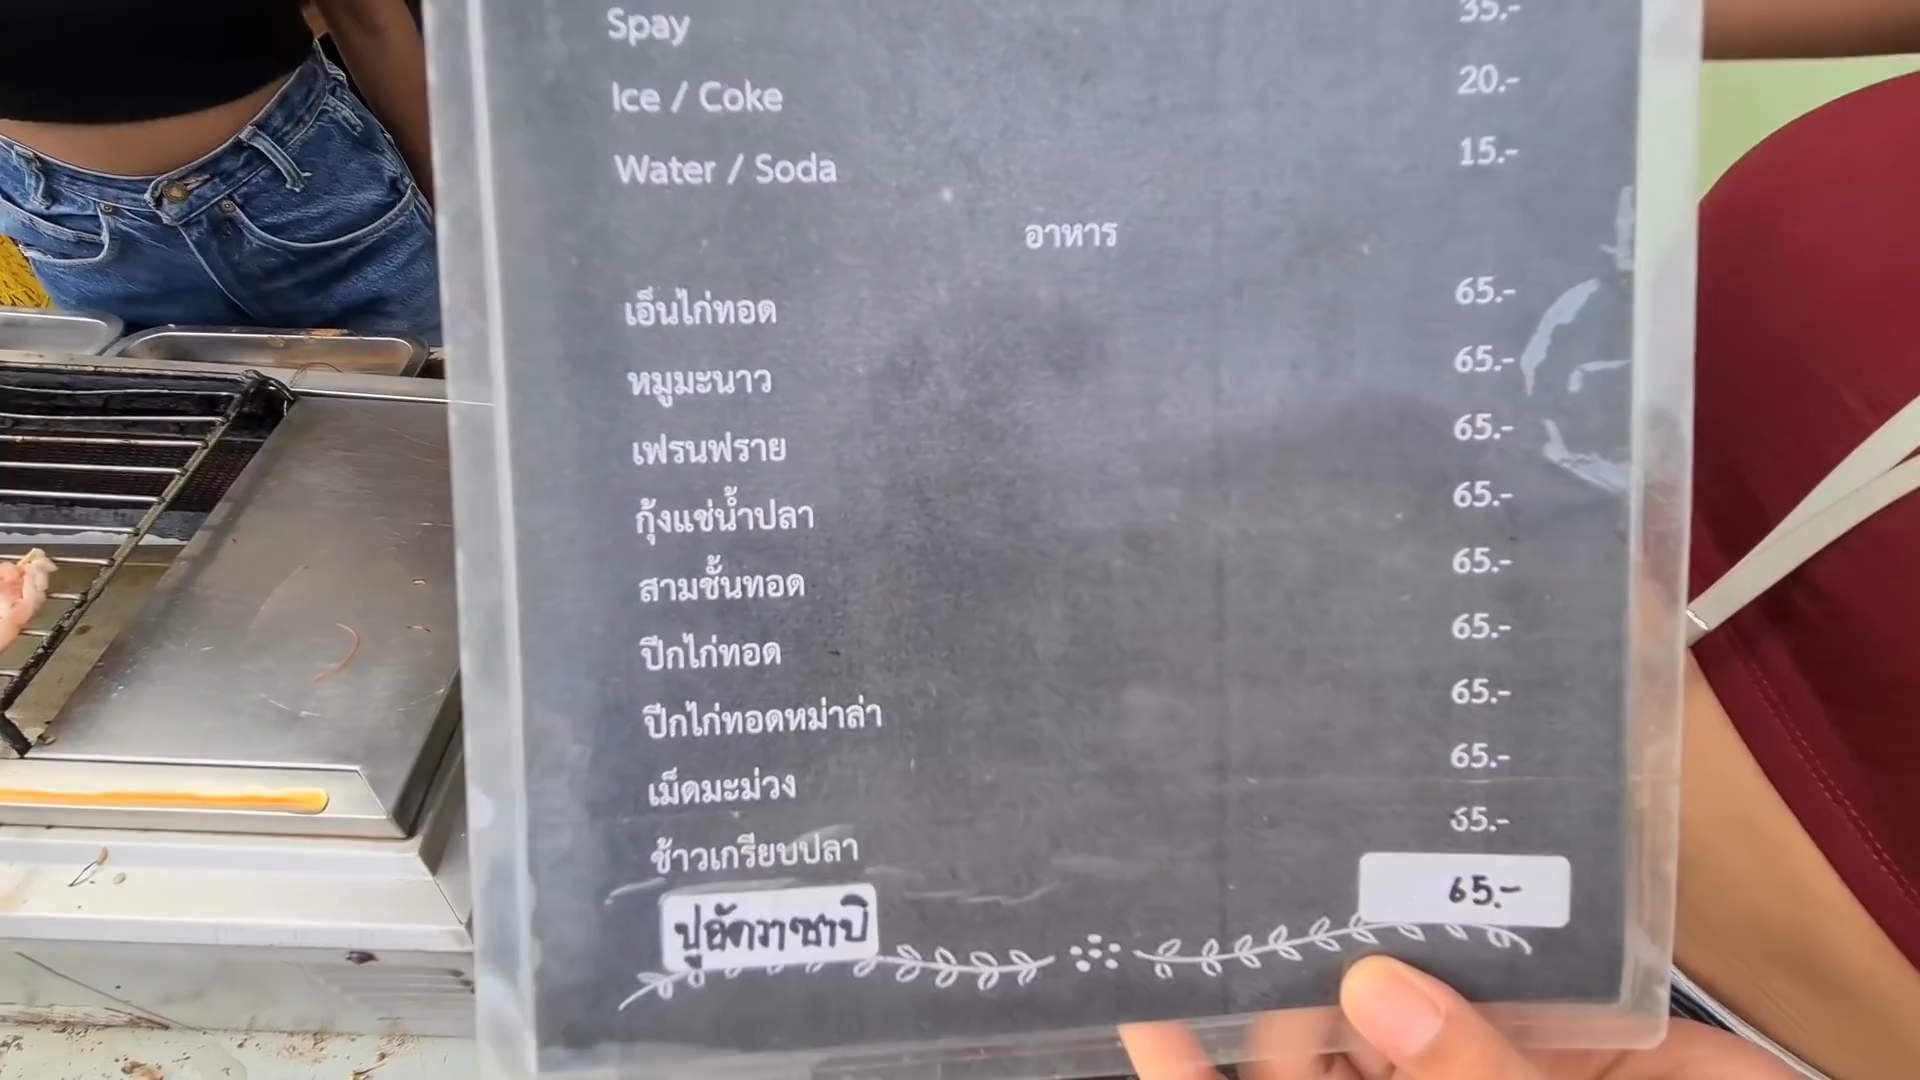 Spay 35.-
Ice / Coke 20.-
Water / Soda 15.-
อาหาร
เอ็นไก่ทอด 65.-
หมูมะนาว 65.-
เฟรนฟราย 65.-
กุ้งแช่น้ำปลา 65.-
สามชั้นทอด 65.-
ปีกไก่ทอด 65.-
ปีกไก่ทอดหม่าล่า 65.-
เม็ดมะม่วง 65.-
ช้าวเกรียบปลา 65.-
ปูอัดวาซาบิ 65.-